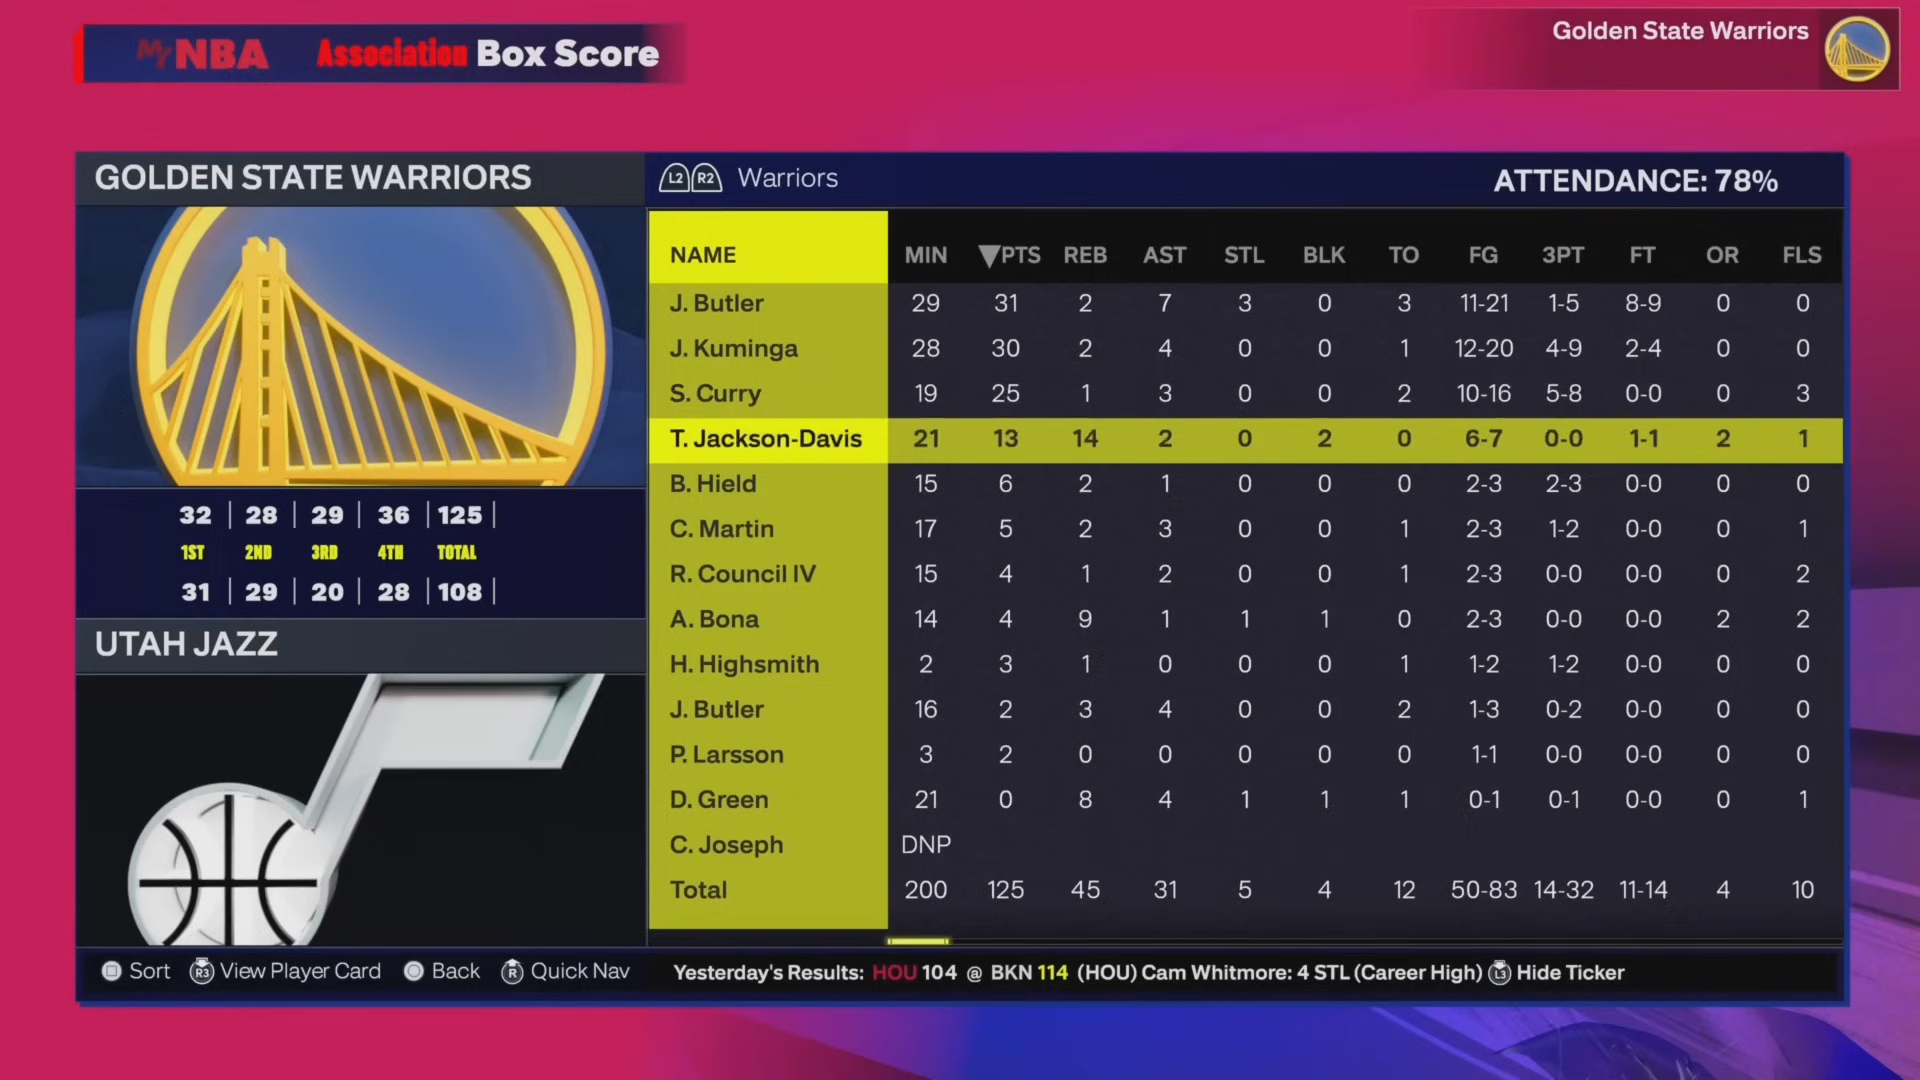 MyNBA Association Box Score
Golden State Warriors
GOLDEN STATE WARRIORS
32 | 28 | 29 | 36 | 125 |
1ST 2ND 3RD 4TH TOTAL
31 | 29 | 20 | 28 | 108 |
UTAH JAZZ
L2 R2 Warriors ATTENDANCE: 78%
NAME MIN ▼PTS REB AST STL BLK TO FG 3PT FT OR FLS
J. Butler 29 31 2 7 3 0 3 11-21 1-5 8-9 0 0
J. Kuminga 28 30 2 4 0 0 1 12-20 4-9 2-4 0 0
S. Curry 19 25 1 3 0 0 2 10-16 5-8 0-0 0 3
T. Jackson-Davis 21 13 14 2 0 2 0 6-7 0-0 1-1 2 1
B. Hield 15 6 2 1 0 0 0 2-3 2-3 0-0 0 0
C. Martin 17 5 2 3 0 0 1 2-3 1-2 0-0 0 1
R. Council IV 15 4 1 2 0 0 1 2-3 0-0 0-0 0 2
A. Bona 14 4 9 1 1 1 0 2-3 0-0 0-0 2 2
H. Highsmith 2 3 1 0 0 0 1 1-2 1-2 0-0 0 0
J. Butler 16 2 3 4 0 0 2 1-3 0-2 0-0 0 0
P. Larsson 3 2 0 0 0 0 0 1-1 0-0 0-0 0 0
D. Green 21 0 8 4 1 1 1 0-1 0-1 0-0 0 1
C. Joseph DNP
Total 200 125 45 31 5 4 12 50-83 14-32 11-14 4 10
Sort R3 View Player Card Back R Quick Nav
Yesterday's Results: HOU 104 @ BKN 114 (HOU) Cam Whitmore: 4 STL (Career High) L3 Hide Ticker